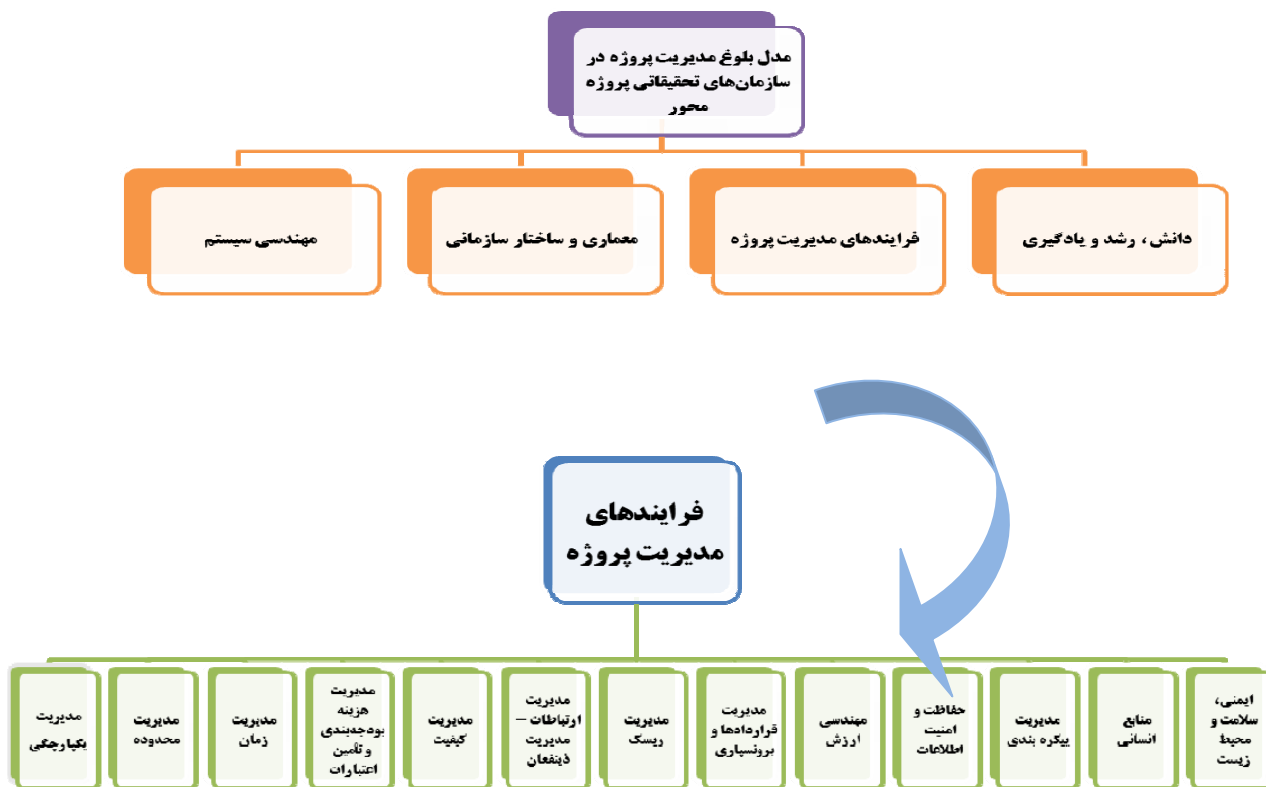 مدل بلوغ مدیریت پروژه در
سازمان‌های تحقیقاتی پروژه
محور
دانش، رشد و یادگیری
فرایندهای مدیریت پروژه
معماری و ساختار سازمانی
مهندسی سیستم
فرایندهای
مدیریت پروژه
ایمنی،
سلامت و
محیط
زیست
منابع
انسانی
مدیریت
پیکره بندی
حفاظت و
امنیت
اطلاعات
مهندسی
ارزش
مدیریت
قراردادها و
برونسپاری
مدیریت
ریسک
مدیریت
ارتباطات –
مدیریت
ذینفعان
مدیریت
کیفیت
مدیریت
هزینه
بودجه‌بندی
و تأمین
اعتبارات
مدیریت
زمان
مدیریت
محدوده
مدیریت
یکپارچگی